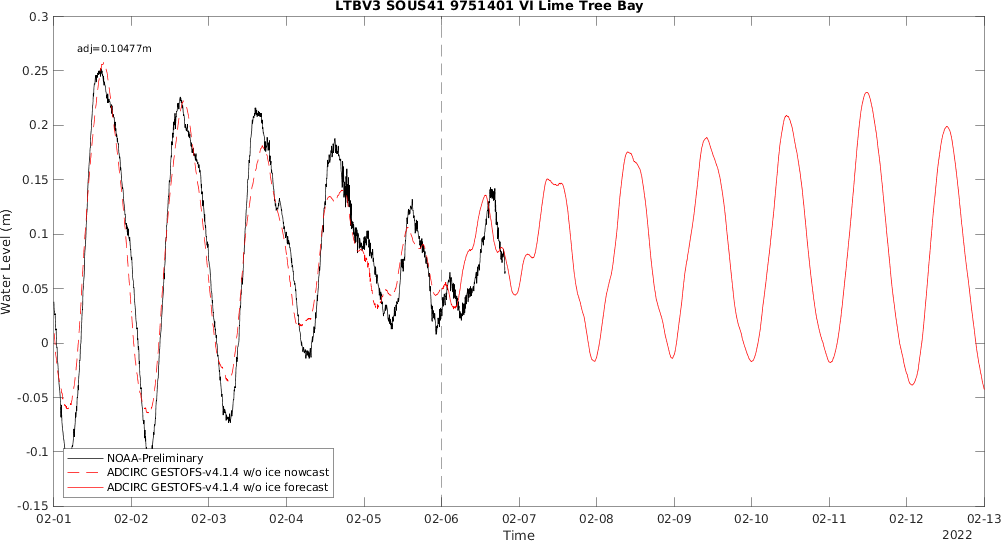 LTBV3 SOUS41 9751401 VI Lime Tree Bay
0.3
adj=0.10477m
0.25
0.2
0.15
0.1
0.05
0
-0.05
-0.1
-0.15
Water Level (m)
NOAA-Preliminary
ADCIRC GESTOFS-v4.1.4 w/o ice nowcast
ADCIRC GESTOFS-v4.1.4 w/o ice forecast
02-01 02-02 02-03 02-04 02-05 02-06 02-07 02-08 02-09 02-10 02-11 02-12 02-13
Time
2022